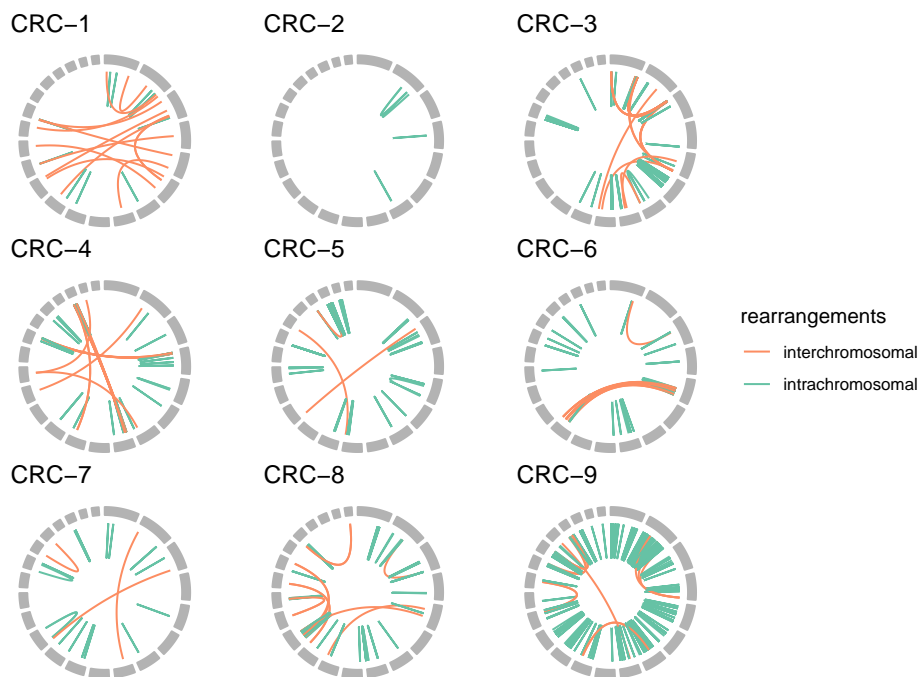 CRC−1
CRC−2
CRC−3
CRC−4
CRC−5
CRC−6
rearrangements
interchromosomal
intrachromosomal
CRC−7
CRC−8
CRC−9